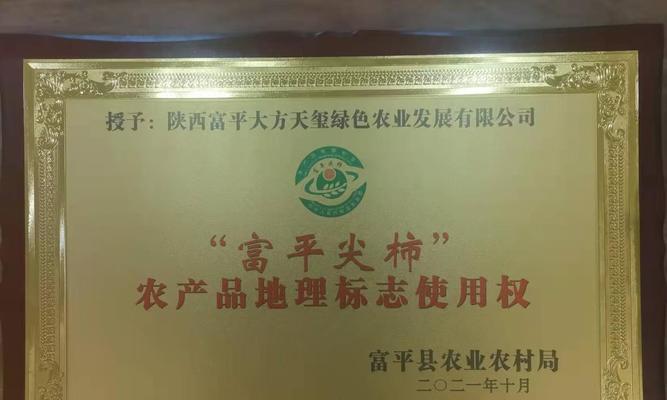 授予：陕西富平大方天玺绿色农业发展有限公司
“富平尖柿”
农产品地理标志使用权
富平县农业农村局
二〇二一年十月